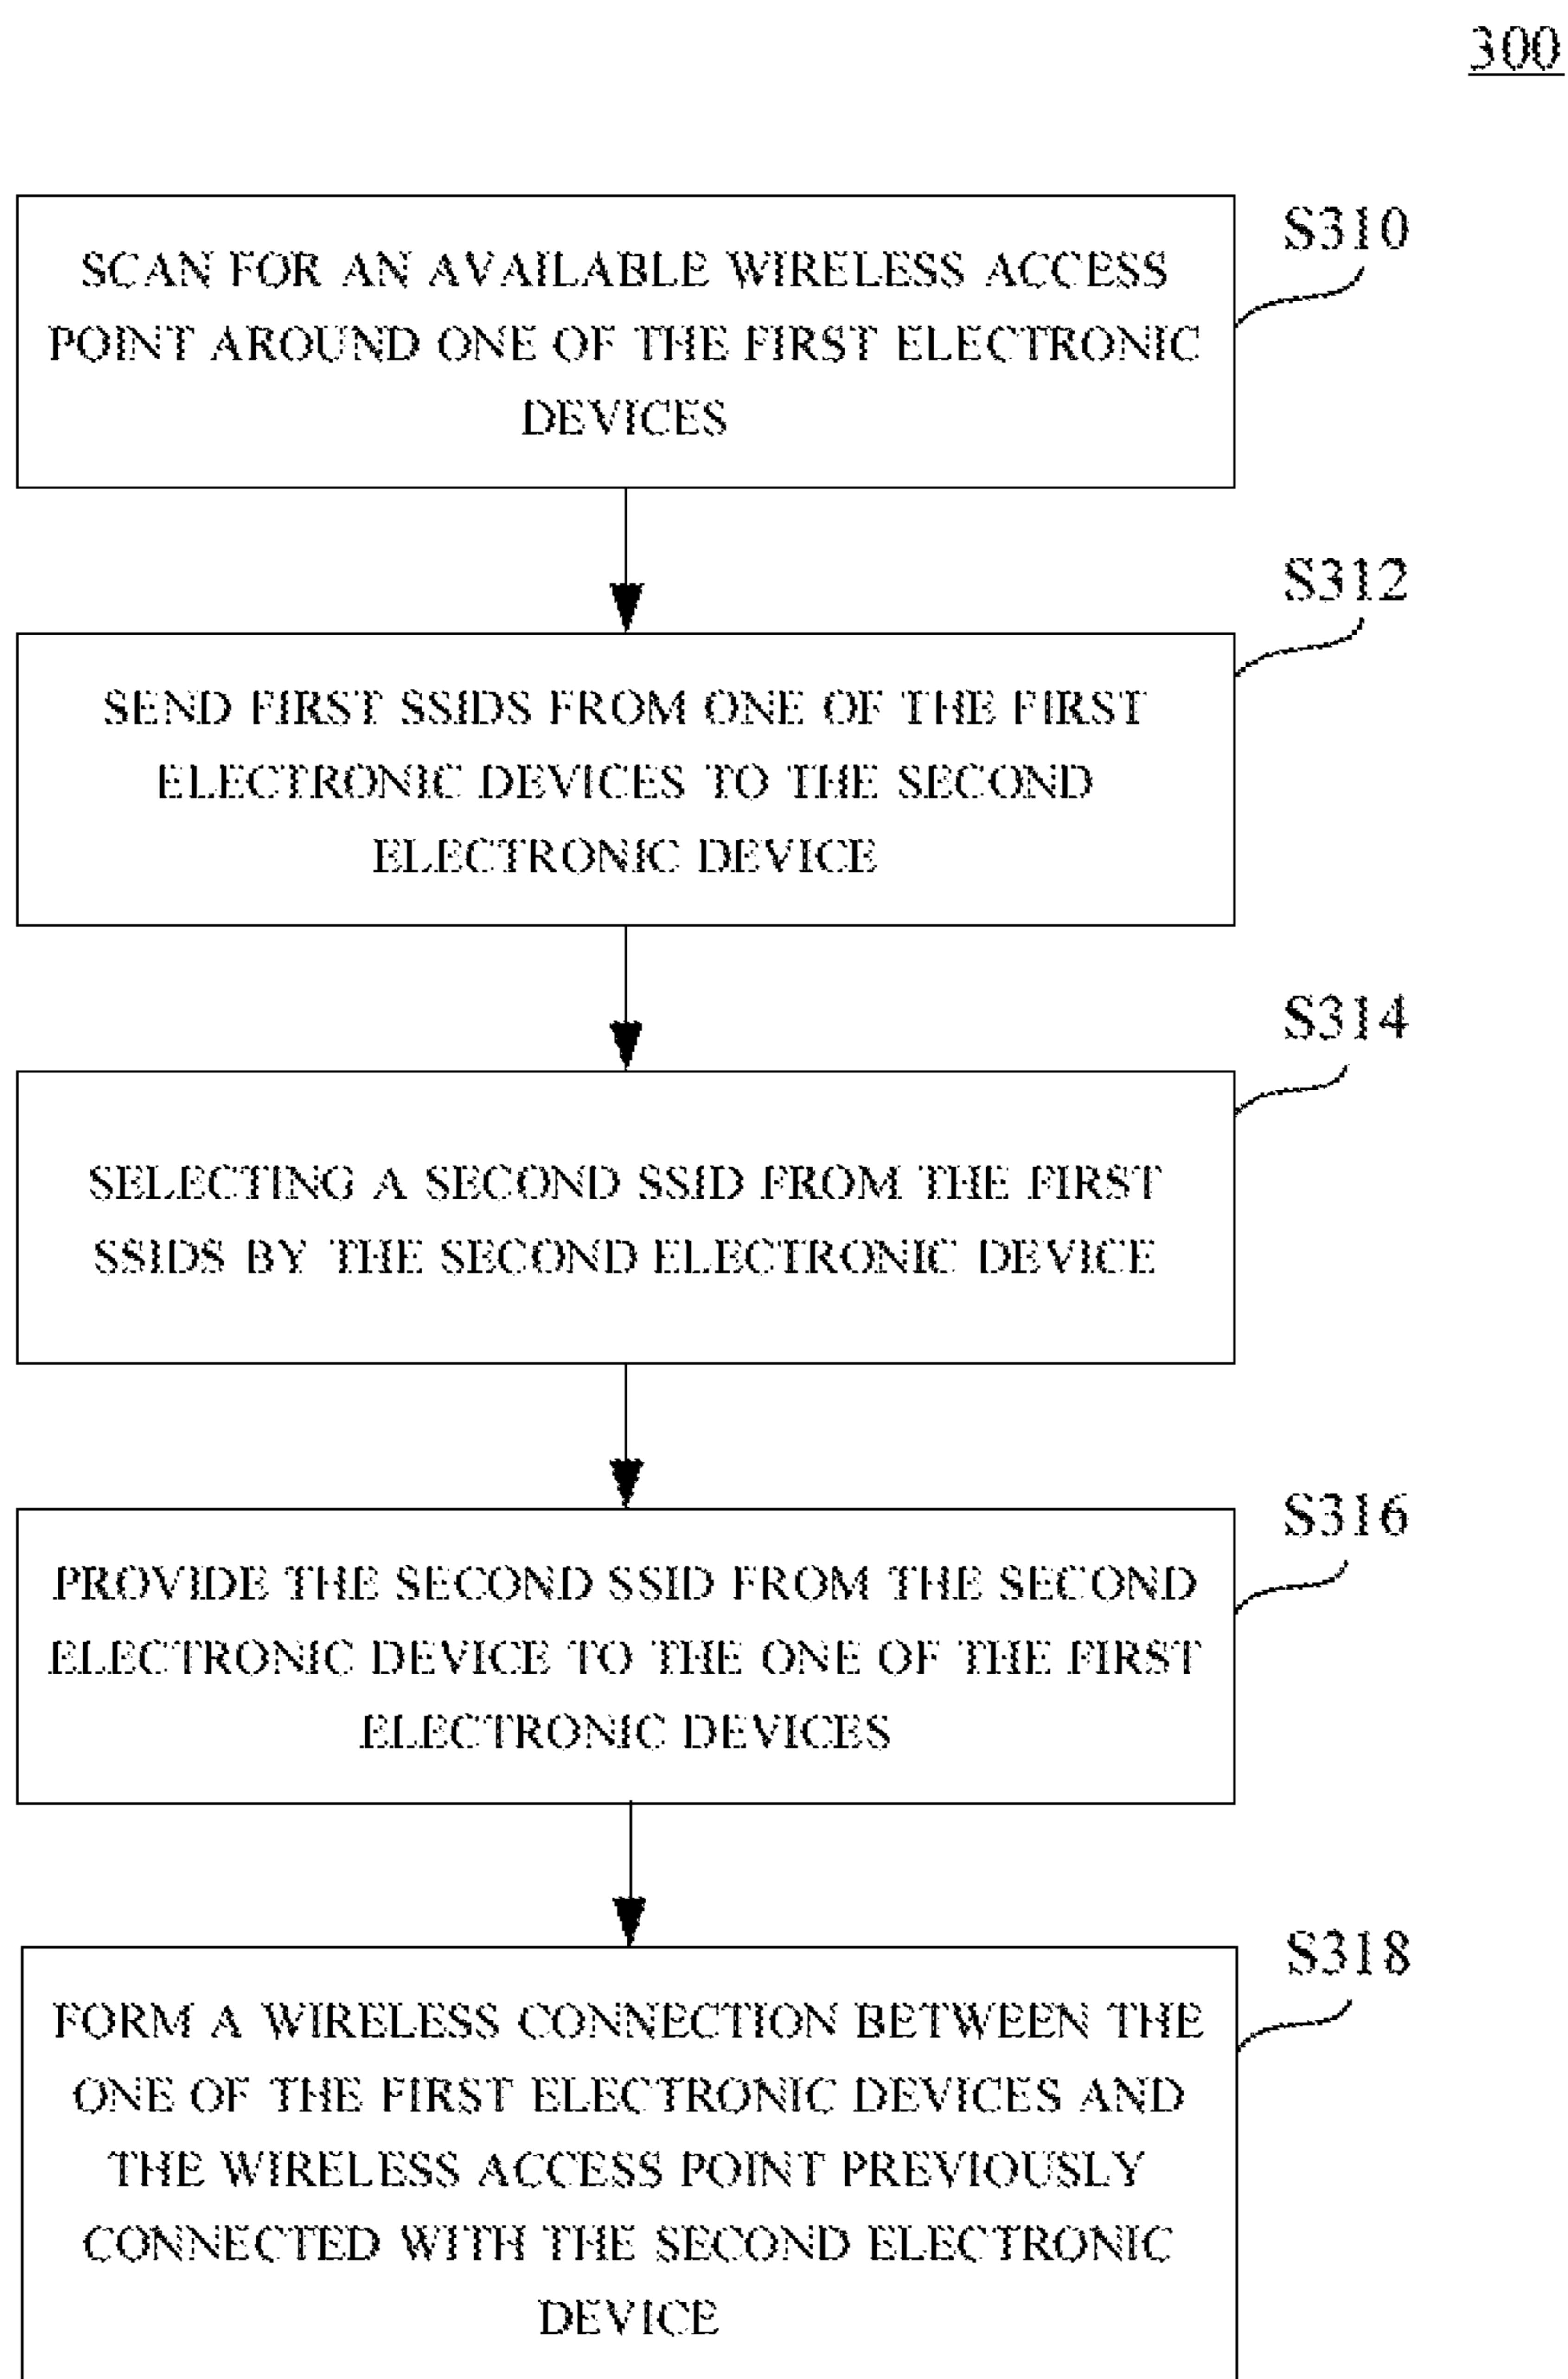 300
S310
SCAN FOR AN AVAILABLE WIRELESS ACCESS
POINT AROUND ONE OF THE FIRST ELECTRONIC
DEVICES
S312
SEND FIRST SSIDS FROM ONE OF THE FIRST
ELECTRONIC DEVICES TO THE SECOND
ELECTRONIC DEVICE
S314
SELECTING A SECOND SSID FROM THE FIRST
SSIDS BY THE SECOND ELECTRONIC DEVICE
S316
PROVIDE THE SECOND SSID FROM THE SECOND
ELECTRONIC DEVICE TO THE ONE OF THE FIRST
ELECTRONIC DEVICES
S318
FORM A WIRELESS CONNECTION BETWEEN THE
ONE OF THE FIRST ELECTRONIC DEVICES AND
THE WIRELESS ACCESS POINT PREVIOUSLY
CONNECTED WITH THE SECOND ELECTRONIC
DEVICE